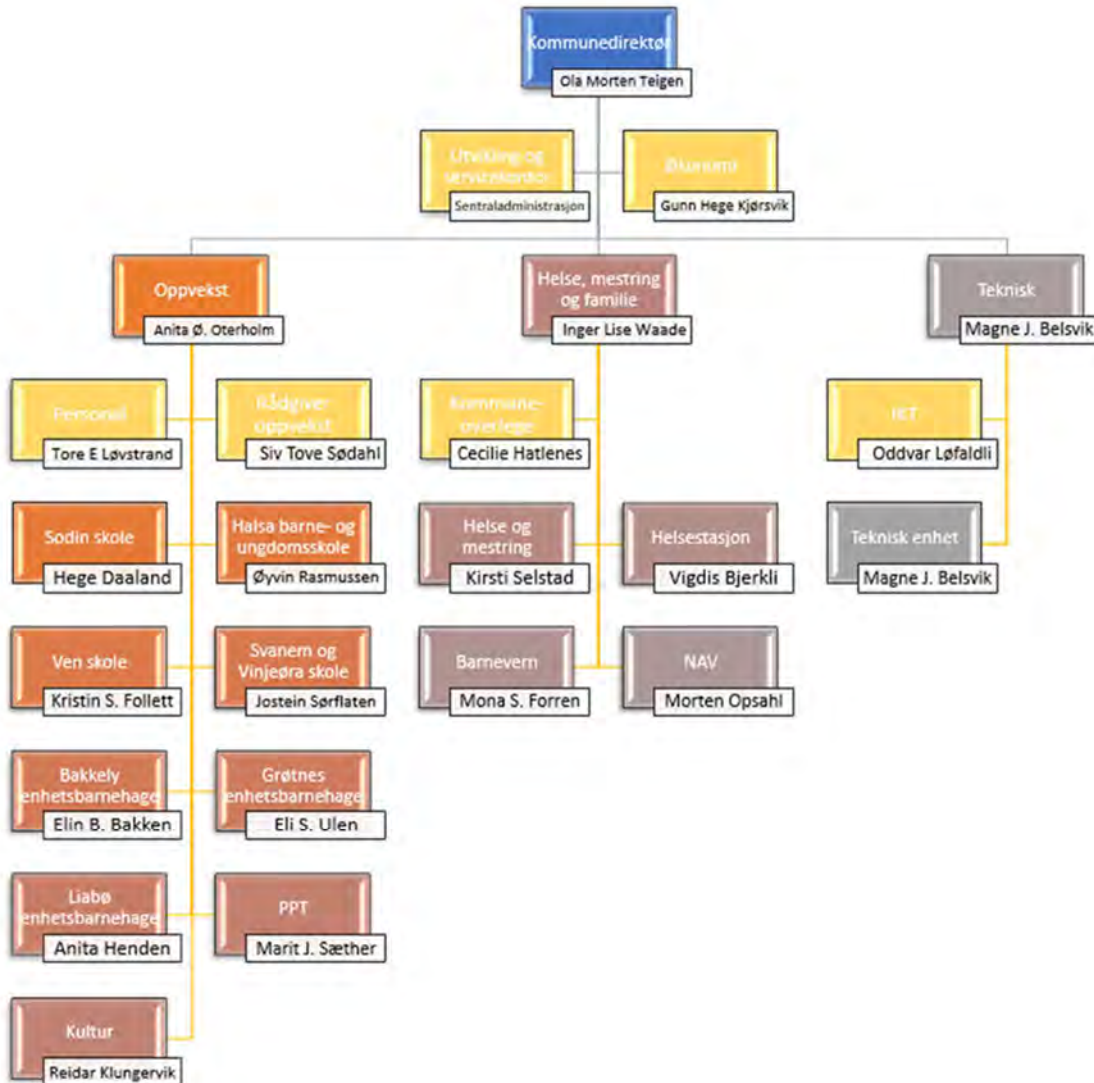 Kommunedirektør
Ola Morten Teigen
Utvikling og
servicekontor
Sentraladministrasjon
Økonomi
Gunn Hege Kjørsvik
Oppvekst
Anita Ø. Oterholm
Helse, mestring
og familie
Inger Lise Waade
Teknisk
Magne J. Belsvik
Personal
Tore E Løvstrand
Rådgiver
oppvekst
Siv Tove Sødahl
Kommune-
overlege
Cecilie Hatlenes
IKT
Oddvar Løfaldli
Sodin skole
Hege Daaland
Halsa barne- og
ungdomsskole
Øyvin Rasmussen
Helse og
mestring
Kirsti Selstad
Helsestasjon
Vigdis Bjerkli
Teknisk enhet
Magne J. Belsvik
Ven skole
Kristin S. Follett
Svanem og
Vinjeøra skole
Jostein Sørflaten
Barnevern
Mona S. Forren
NAV
Morten Opsahl
Bakkely
enhetsbarnehage
Elin B. Bakken
Grøtnes
enhetsbarnehage
Eli S. Ulen
Liabø
enhetsbarnehage
Anita Henden
PPT
Marit J. Sæther
Kultur
Reidar Klungervik